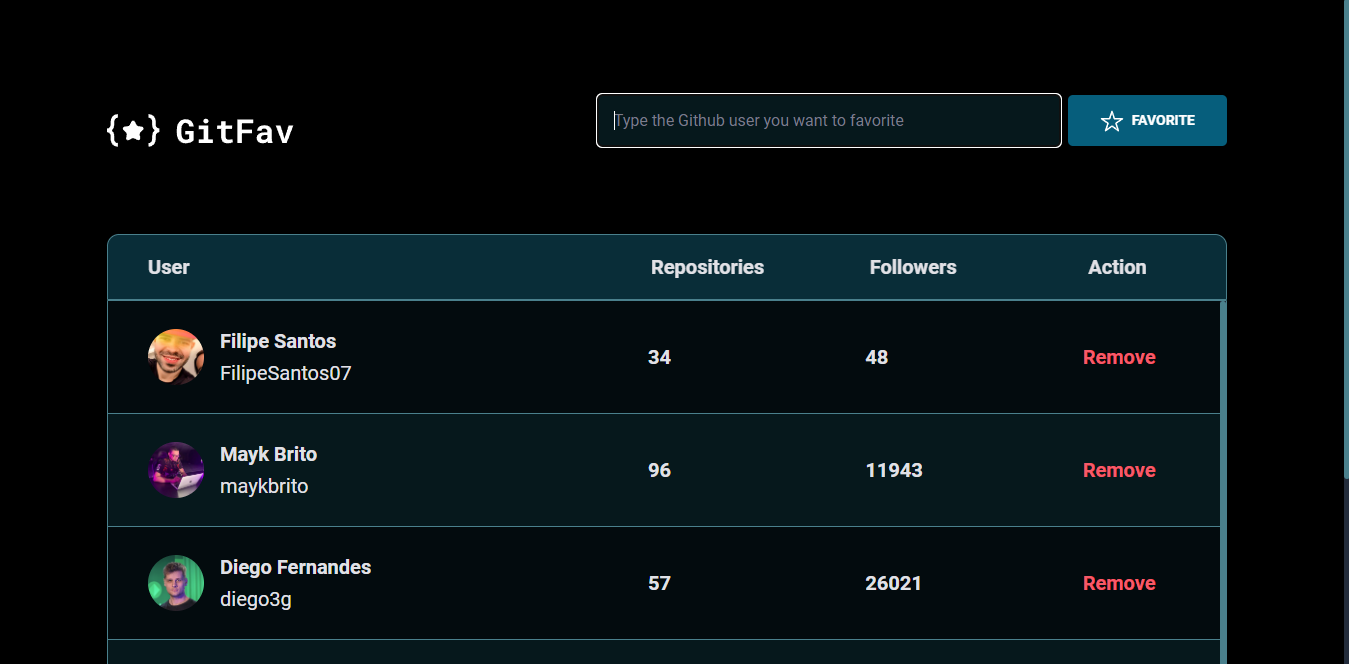 {★} GitFav
Type the Github user you want to favorite
FAVORITE
User Repositories Followers Action
Filipe Santos
FilipeSantos07
34 48 Remove
Mayk Brito
maykbrito
96 11943 Remove
Diego Fernandes
diego3g
57 26021 Remove